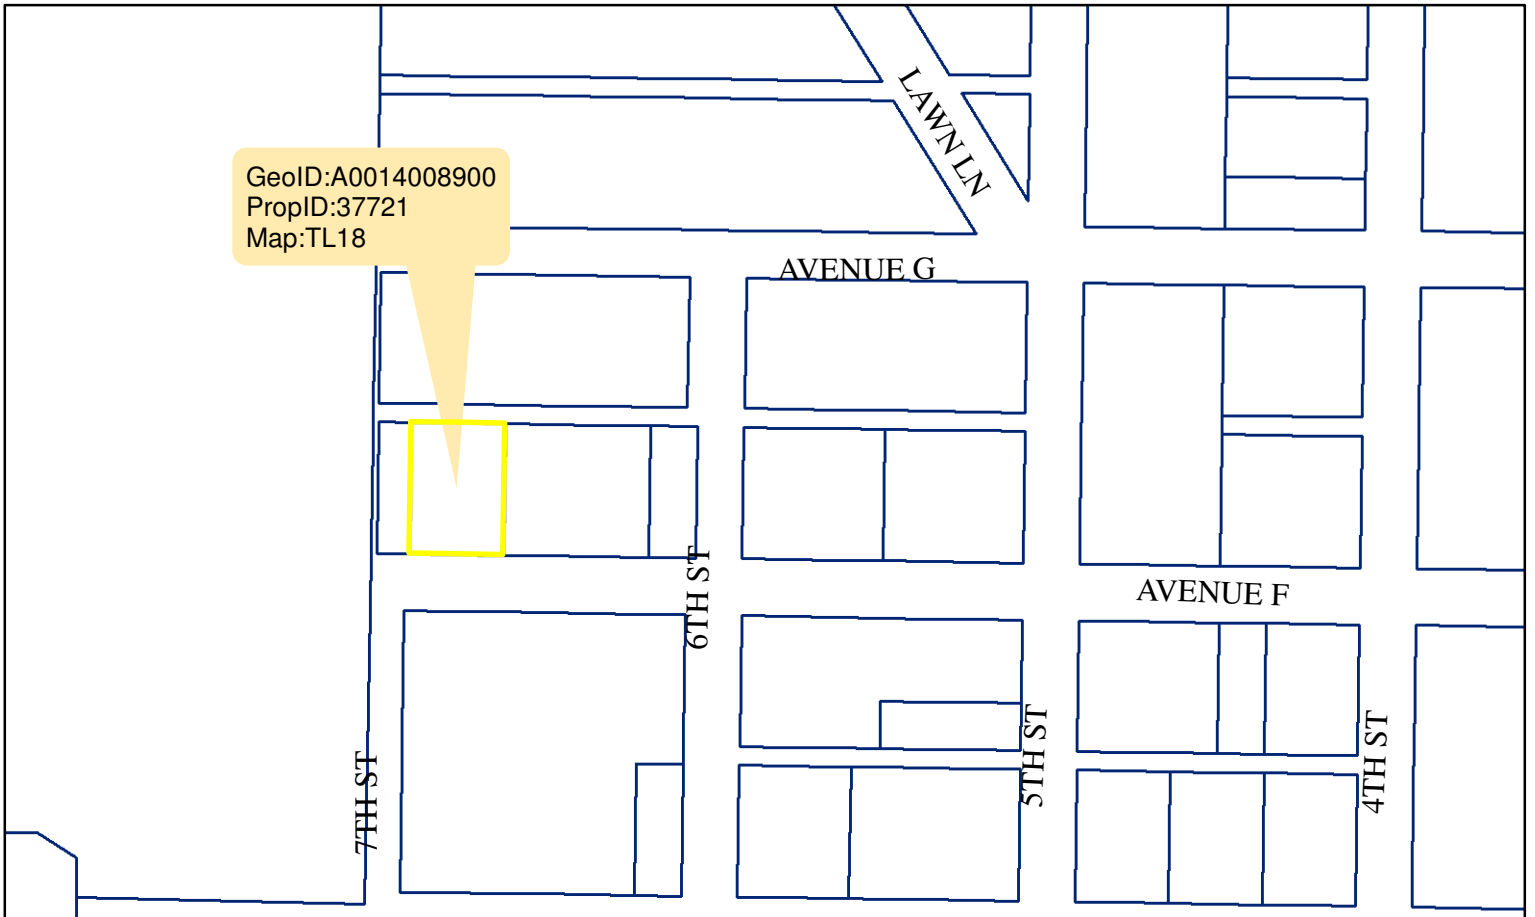 LAWN LN
GeoID:A0014008900
PropID:37721
Map:TL18
AVENUE G
6TH ST
AVENUE F
7TH ST
5TH ST
4TH ST